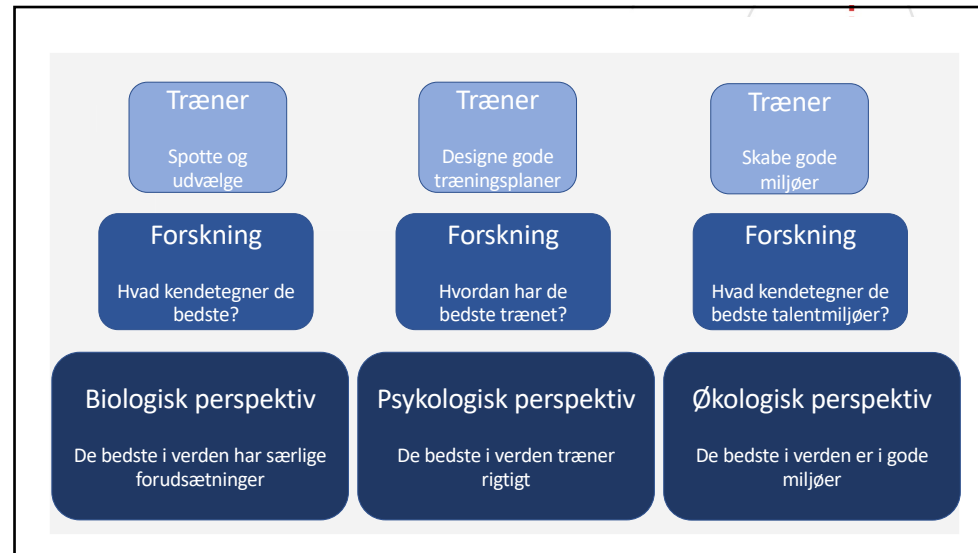 Træner
Spotte og
udvælge
Forskning
Hvad kendetegner de
bedste?
Biologisk perspektiv
De bedste i verden har særlige
forudsætninger
Træner
Designe gode
træningsplaner
Forskning
Hvordan har de
bedste trænet?
Psykologisk perspektiv
De bedste i verden træner
rigtigt
Træner
Skabe gode
miljøer
Forskning
Hvad kendetegner de
bedste talentmiljøer?
Økologisk perspektiv
De bedste i verden er i gode
miljøer